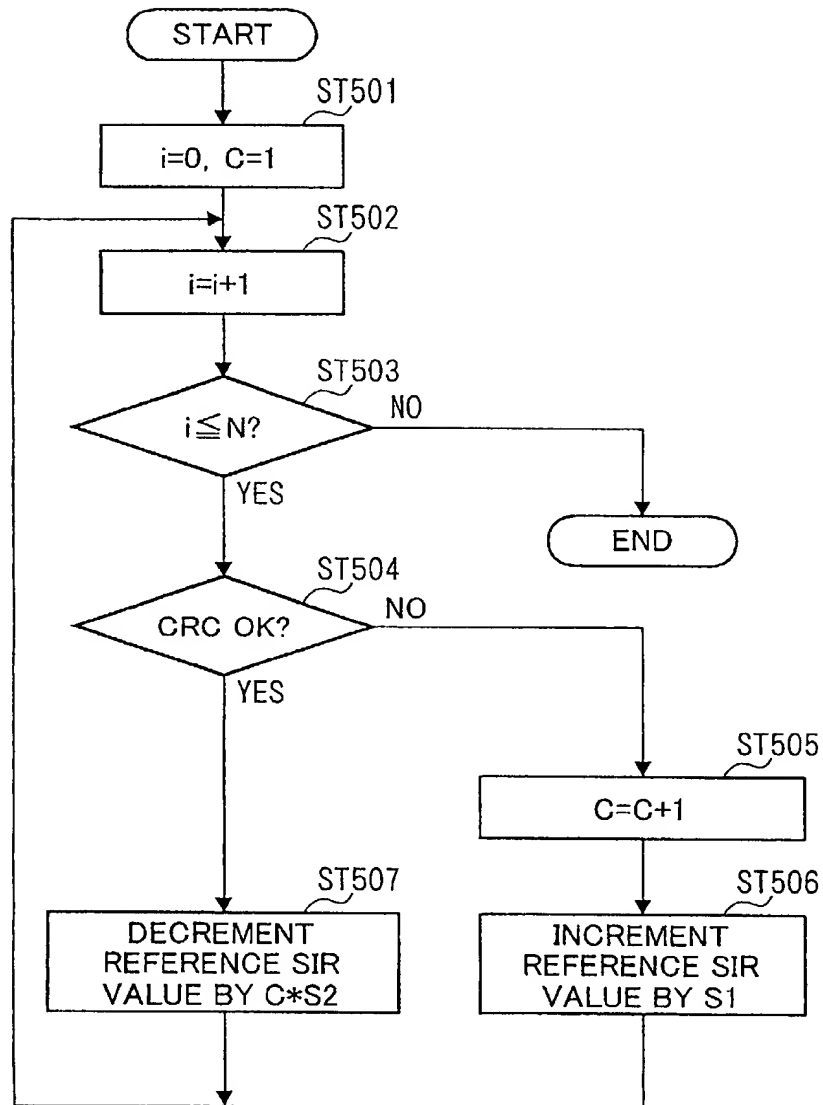 START
ST501
i=0, C=1
ST502
i=i+1
ST503
i≦N?
NO
YES
END
ST504
CRC OK?
NO
YES
ST505
C=C+1
ST507
DECREMENT
REFERENCE SIR
VALUE BY C*S2
ST506
INCREMENT
REFERENCE SIR
VALUE BY S1